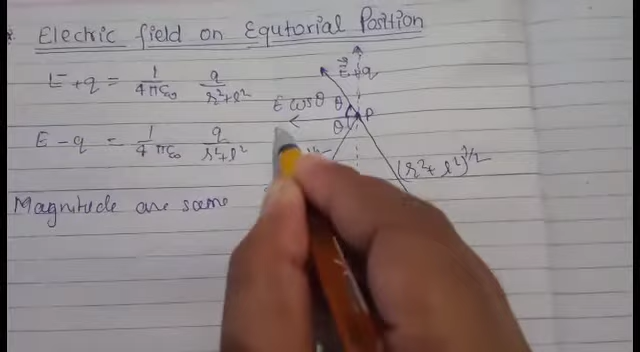 Electric field on Equtorial Position
E+q = 1/4πε₀ q/r²+l²
E+q
E cosθ θ P
θ
E-q = 1/4πε₀ q/r²+l²
(r²+l²)^1/2
Magnitude are same